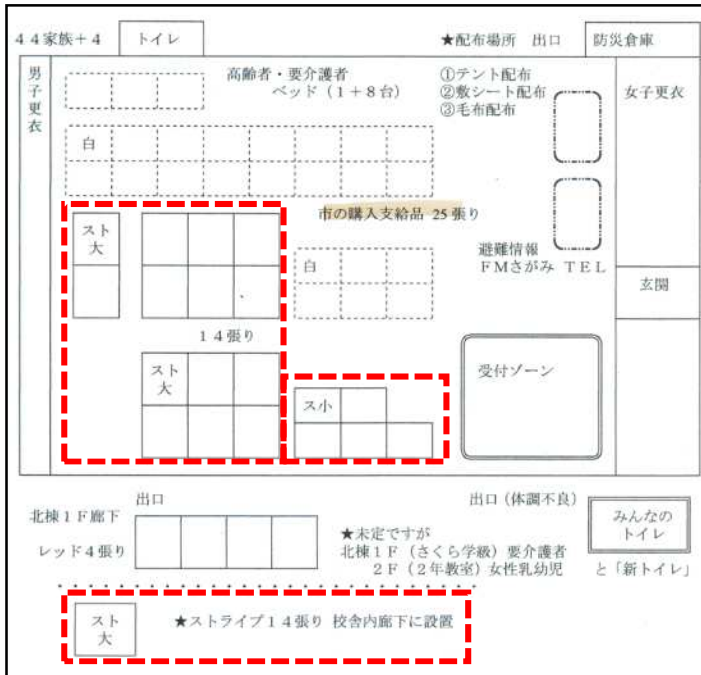 44家族+4
トイレ
★配布場所 出口
防災倉庫
男子更衣
高齢者・要介護者
ベッド(1+8台)
①テント配布
②敷シート配布
③毛布配布
女子更衣
白
市の購入支給品 25張り
スト
大
白
避難情報
FMさがみ TEL
玄関
14張り
スト
大
受付ゾーン
ス小
出口
出口(体調不良)
北棟1F廊下
レッド4張り
★未定ですが
北棟1F(さくら学級)要介護者
2F(2年教室)女性乳幼児
みんなの
トイレ
と「新トイレ」
スト
大
★ストライプ14張り 校舎内廊下に設置